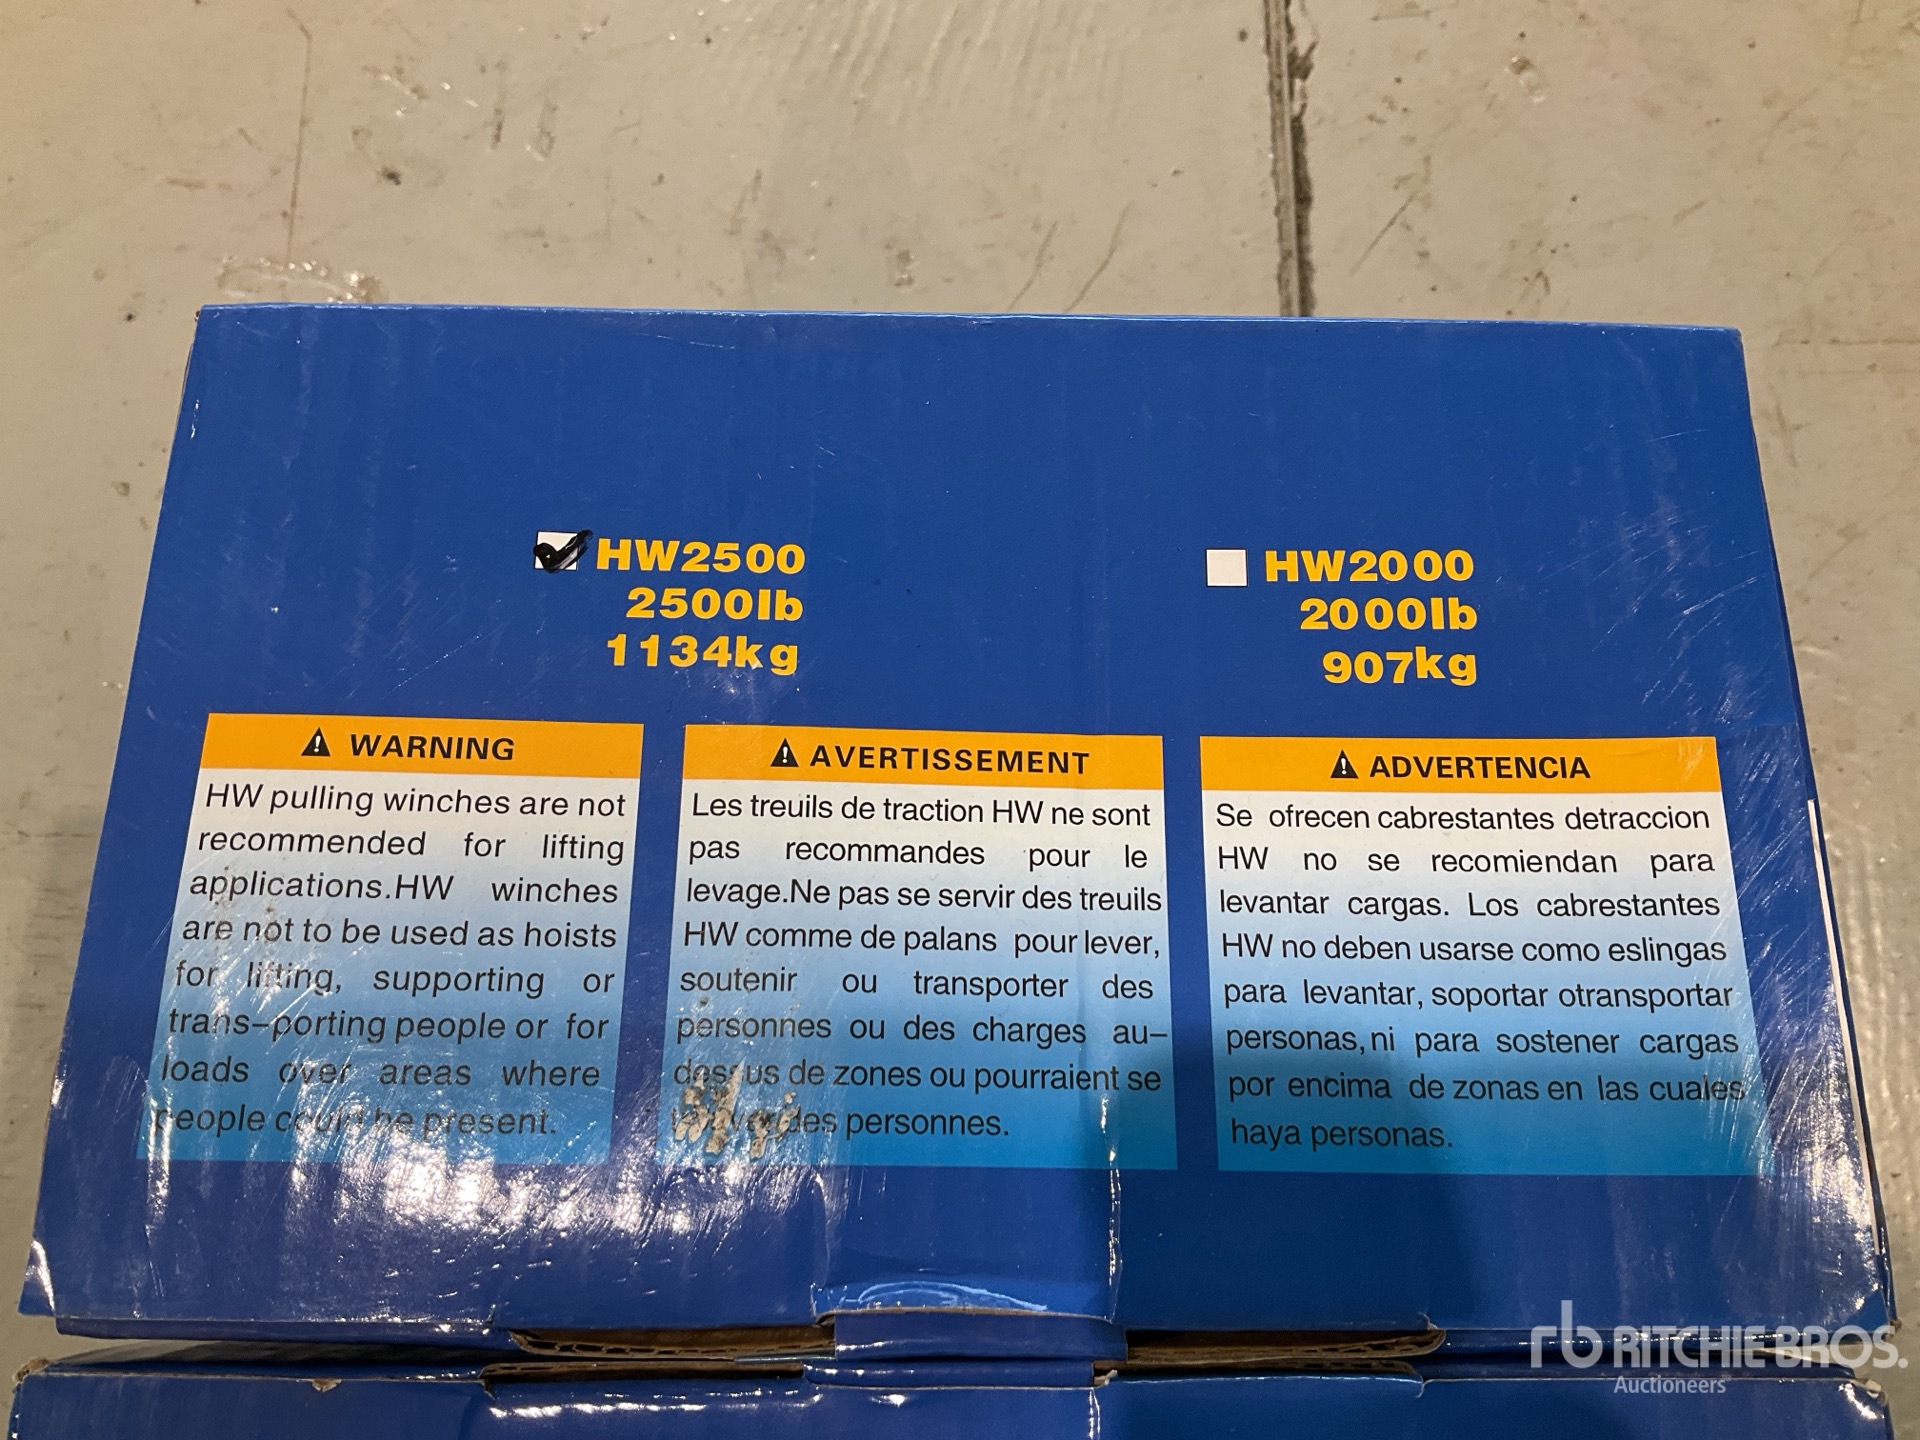 HW2500
2500lb
1134kg
HW2000
2000lb
907kg
WARNING
HW pulling winches are not
recommended for lifting
applications.HW winches
are not to be used as hoists
for lifting, supporting or
trans-porting people or for
loads over areas where
people could be present.
AVERTISSEMENT
Les treuils de traction HW ne sont
pas recommandes pour le
levage.Ne pas se servir des treuils
HW comme de palans pour lever,
soutenir ou transporter des
personnes ou des charges au-
dessus de zones ou pourraient se
des personnes.
ADVERTENCIA
Se ofrecen cabrestantes detraccion
HW no se recomiendan para
levantar cargas. Los cabrestantes
HW no deben usarse como eslingas
para levantar, soportar otransportar
personas,ni para sostener cargas
por encima de zonas en las cuales
haya personas.
rb RITCHIE BROS.
Auctioneers